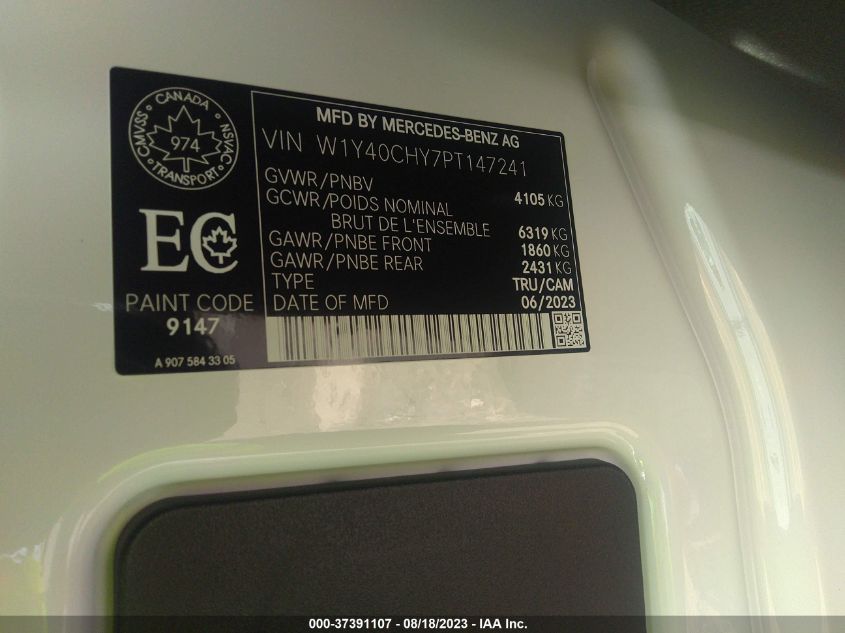 CANADA
CMVSS NSVAC
974
TRANSPORT
EC
PAINT CODE
9147
A 907 584 33 05
MFD BY MERCEDES-BENZ AG
VIN W1Y40CHY7PT147241
GVWR/PNBV 4105 KG
GCWR/POIDS NOMINAL
BRUT DE L'ENSEMBLE 6319 KG
GAWR/PNBE FRONT 1860 KG
GAWR/PNBE REAR 2431 KG
TYPE TRU/CAM
DATE OF MFD 06/2023
000-37391107 - 08/18/2023 - IAA Inc.